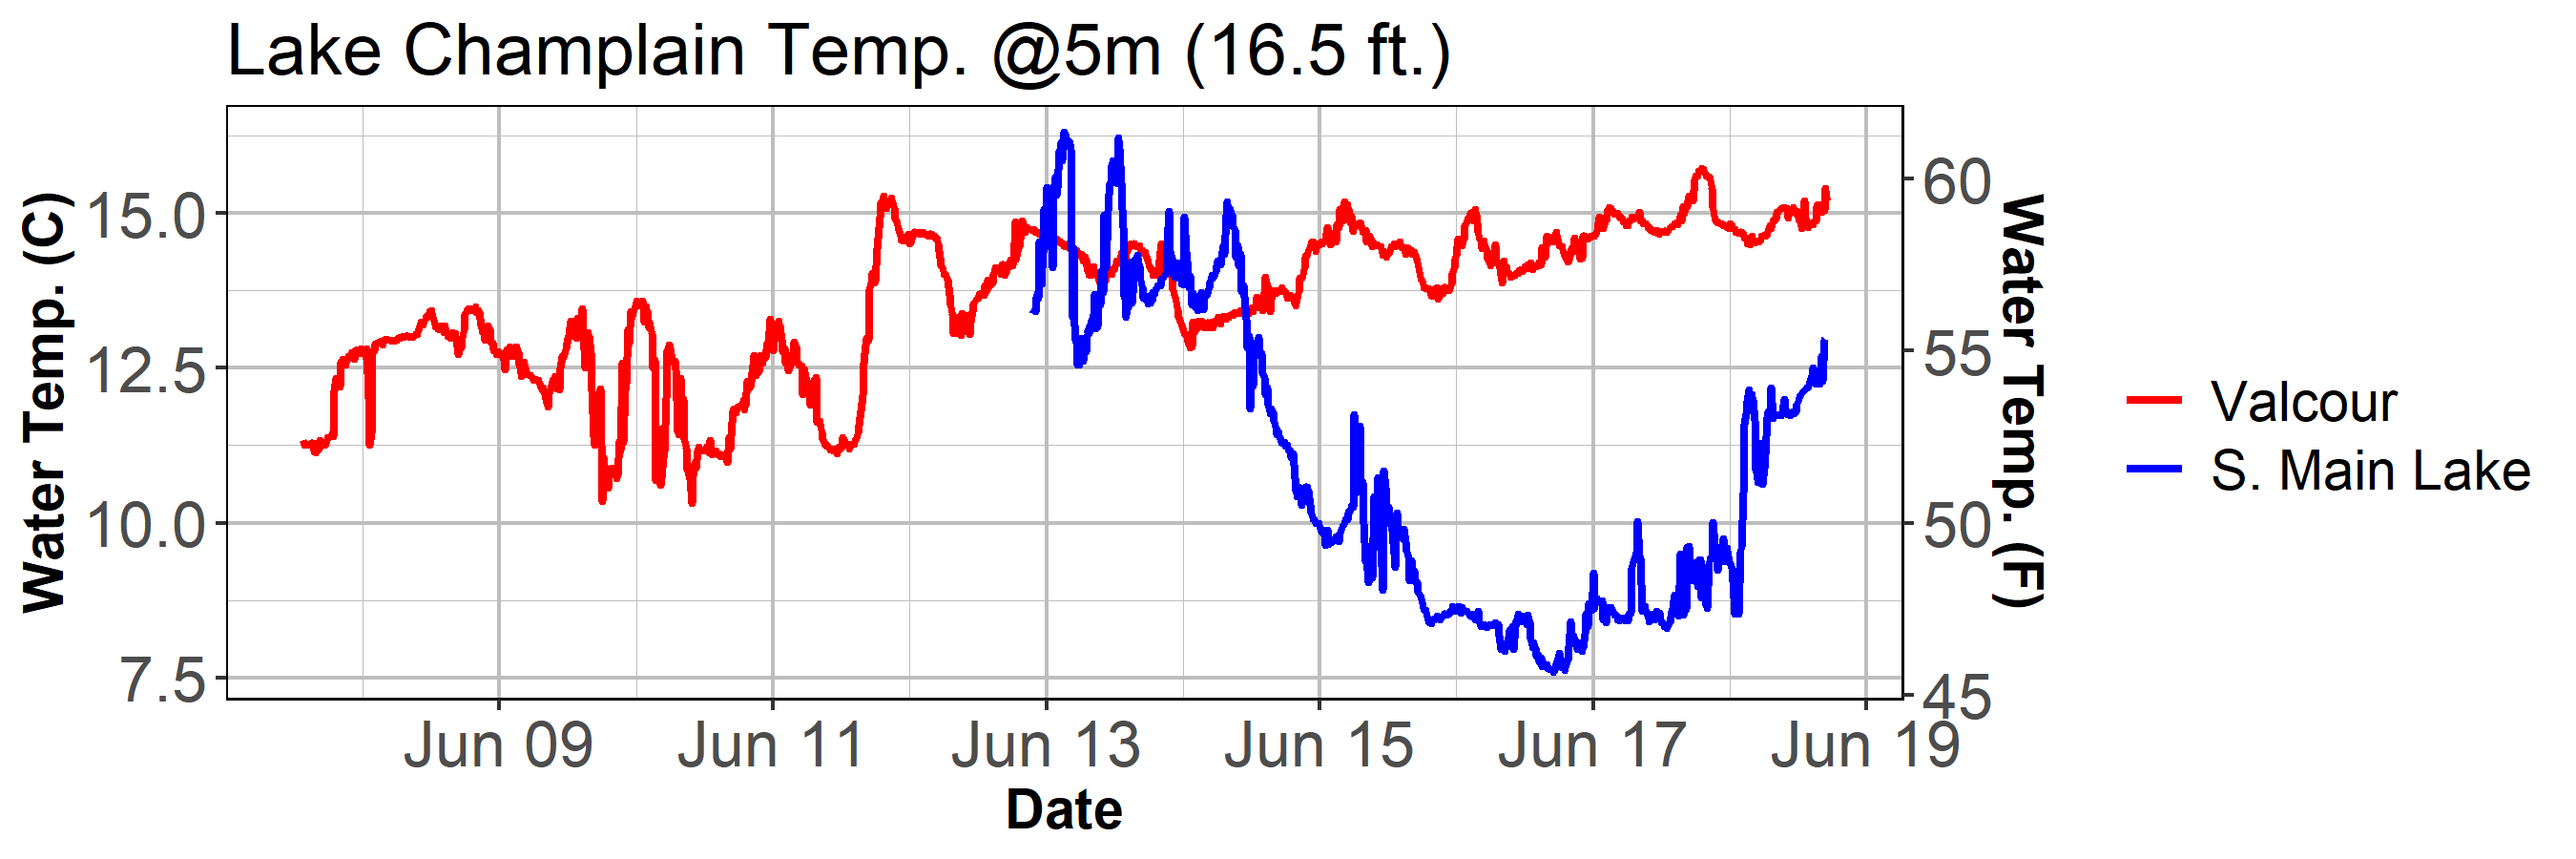 Lake Champlain Temp. @5m (16.5 ft.)
Water Temp. (C)
15.0
12.5
10.0
7.5
60
55
50
45
Water Temp. (F)
Jun 09 Jun 11 Jun 13 Jun 15 Jun 17 Jun 19
Date
Valcour
S. Main Lake